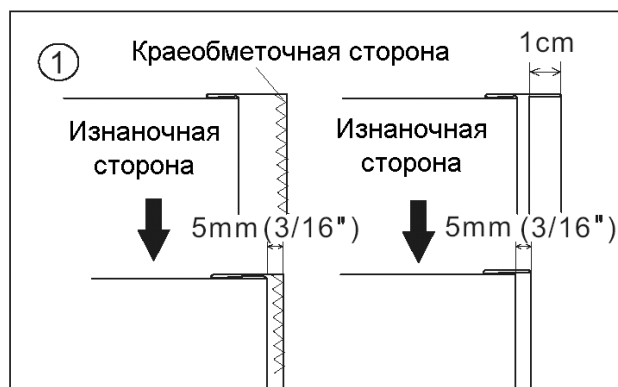 1
Краеобметочная сторона
1cm
Изнаночная
сторона
Изнаночная
сторона
5mm (3/16")
5mm (3/16")